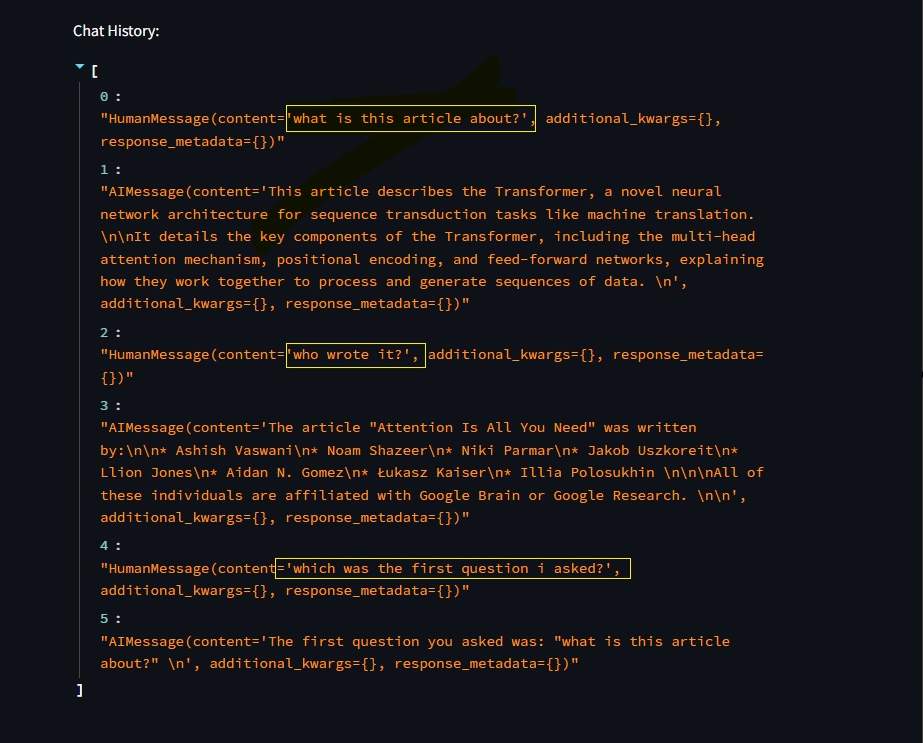 Chat History:
[
0 :
"HumanMessage(content='what is this article about?', additional_kwargs={},
response_metadata={})"
1 :
"AIMessage(content='This article describes the Transformer, a novel neural
network architecture for sequence transduction tasks like machine translation.
\n\nIt details the key components of the Transformer, including the multi-head
attention mechanism, positional encoding, and feed-forward networks, explaining
how they work together to process and generate sequences of data. \n',
additional_kwargs={}, response_metadata={})"
2 :
"HumanMessage(content='who wrote it?', additional_kwargs={}, response_metadata=
{})"
3 :
"AIMessage(content='The article "Attention Is All You Need" was written
by:\n\n* Ashish Vaswani\n* Noam Shazeer\n* Niki Parmar\n* Jakob Uszkoreit\n*
Llion Jones\n* Aidan N. Gomez\n* Łukasz Kaiser\n* Illia Polosukhin \n\n\nAll of
these individuals are affiliated with Google Brain or Google Research. \n\n',
additional_kwargs={}, response_metadata={})"
4 :
"HumanMessage(content='which was the first question i asked?',
additional_kwargs={}, response_metadata={})"
5 :
"AIMessage(content='The first question you asked was: "what is this article
about?" \n', additional_kwargs={}, response_metadata={})"
]